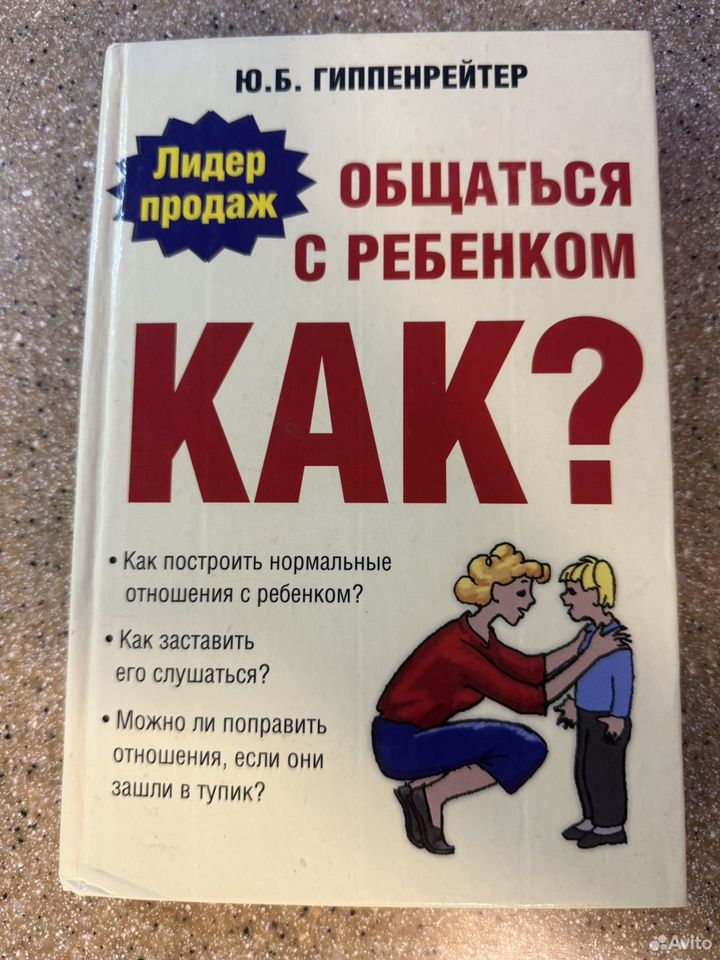 Ю.Б. ГИППЕНРЕЙТЕР
Лидер
продаж
ОБЩАТЬСЯ
С РЕБЕНКОМ
КАК?
• Как построить нормальные
отношения с ребенком?
• Как заставить
его слушаться?
• Можно ли поправить
отношения, если они
зашли в тупик?
Avito